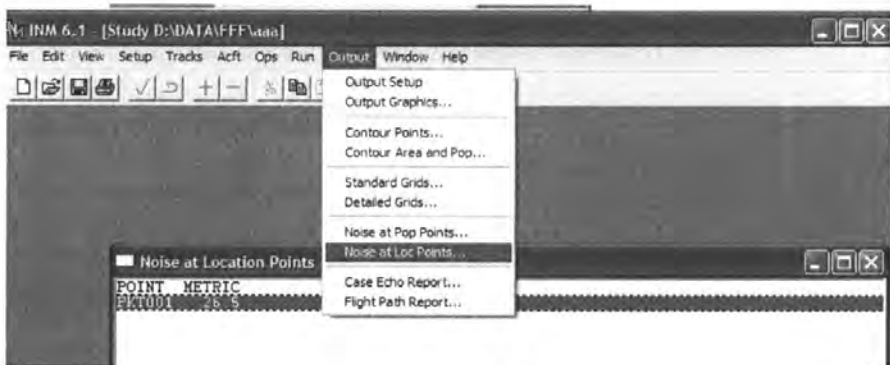 INM 6.1 - [Study D:\DATA\FFF\aaa]
File Edit View Setup Tracks Acft Ops Run Output Window Help
Output Setup
Output Graphics...
Contour Points...
Contour Area and Pop...
Standard Grids...
Detailed Grids...
Noise at Pop Points...
Noise at Loc Points...
Case Echo Report...
Flight Path Report...
Noise at Location Points
POINT METRIC
PKT001 26.5